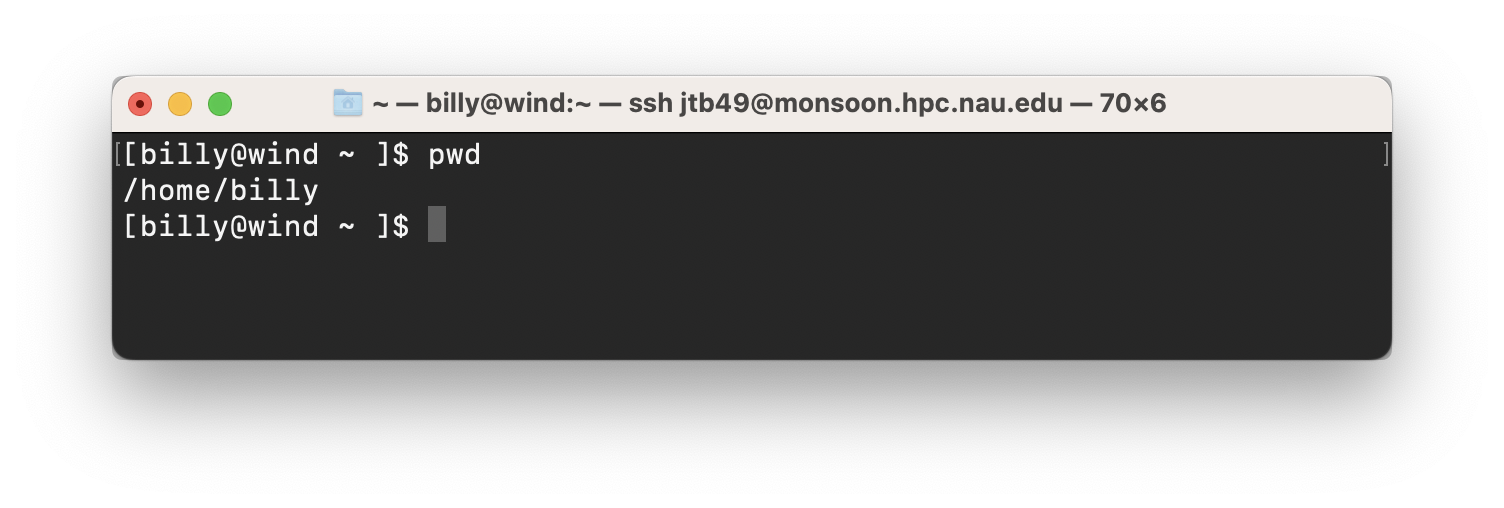 ~ — billy@wind:~ — ssh jtb49@monsoon.hpc.nau.edu — 70×6
[[billy@wind ~ ]$ pwd ]
/home/billy
[billy@wind ~ ]$